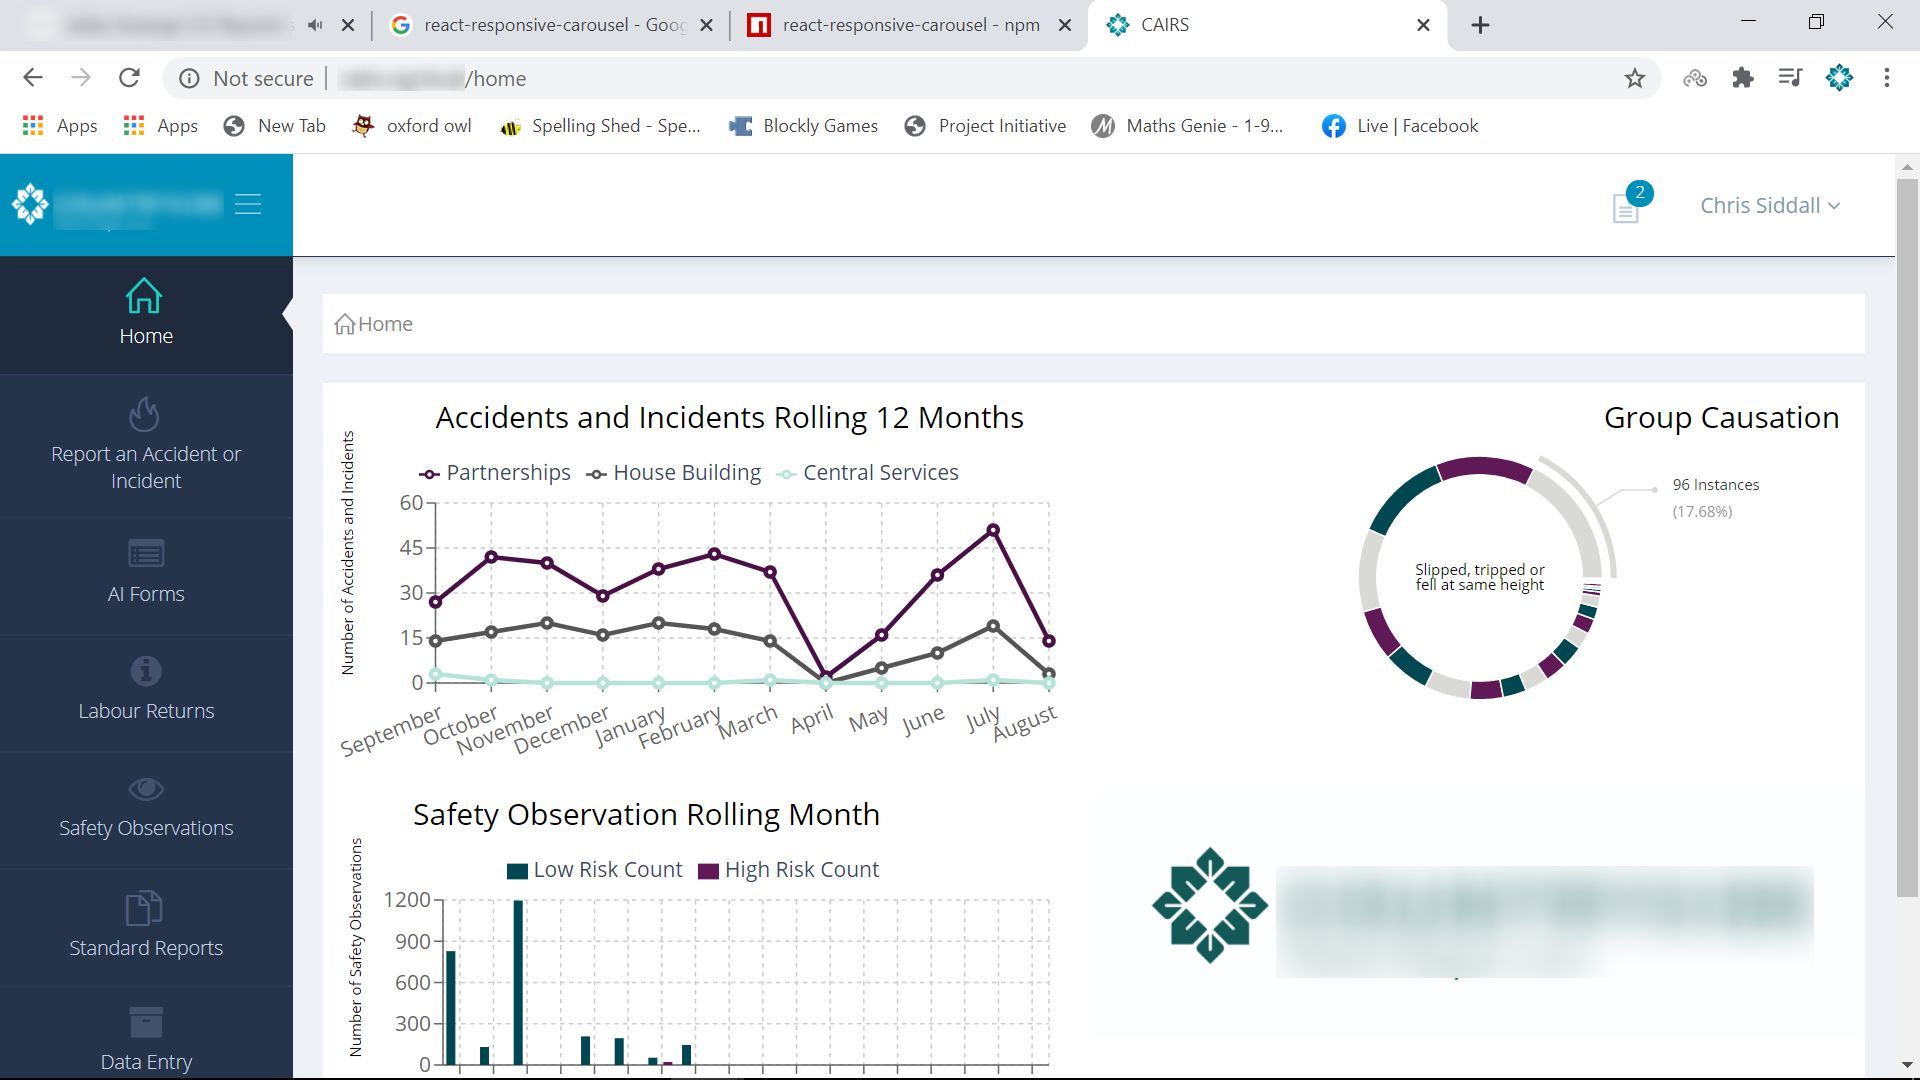 react-responsive-carousel - Goog
react-responsive-carousel - npm
CAIRS
Not secure
/home
Apps
Apps
New Tab
oxford owl
Spelling Shed - Spe...
Blockly Games
Project Initiative
Maths Genie - 1-9...
Live | Facebook
2
Chris Siddall
Home
Report an Accident or
Incident
AI Forms
Labour Returns
Safety Observations
Standard Reports
Data Entry
Home
Accidents and Incidents Rolling 12 Months
Partnerships
House Building
Central Services
Number of Accidents and Incidents
60
45
30
15
0
September
October
November
December
January
February
March
April
May
June
July
August
Group Causation
96 Instances
(17.68%)
Slipped, tripped or
fell at same height
Safety Observation Rolling Month
Low Risk Count
High Risk Count
Number of Safety Observations
1200
900
600
300
0